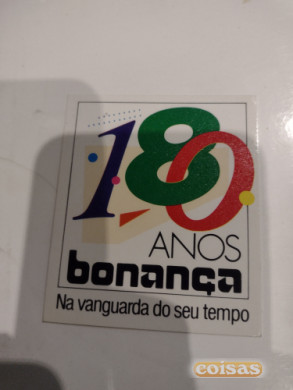 180
ANOS
bonança
Na vanguarda do seu tempo
coisas